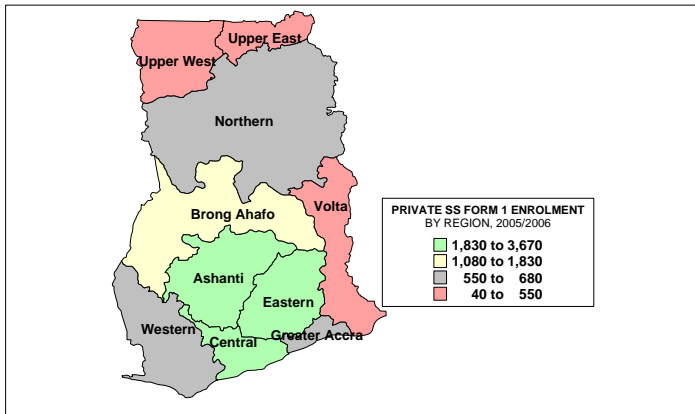 Upper East
Upper West
Northern
Volta
Brong Ahafo
PRIVATE SS FORM 1 ENROLMENT
BY REGION, 2005/2006
1,830 to 3,670
1,080 to 1,830
550 to 680
40 to 550
Ashanti
Eastern
Western
Greater Accra
Central